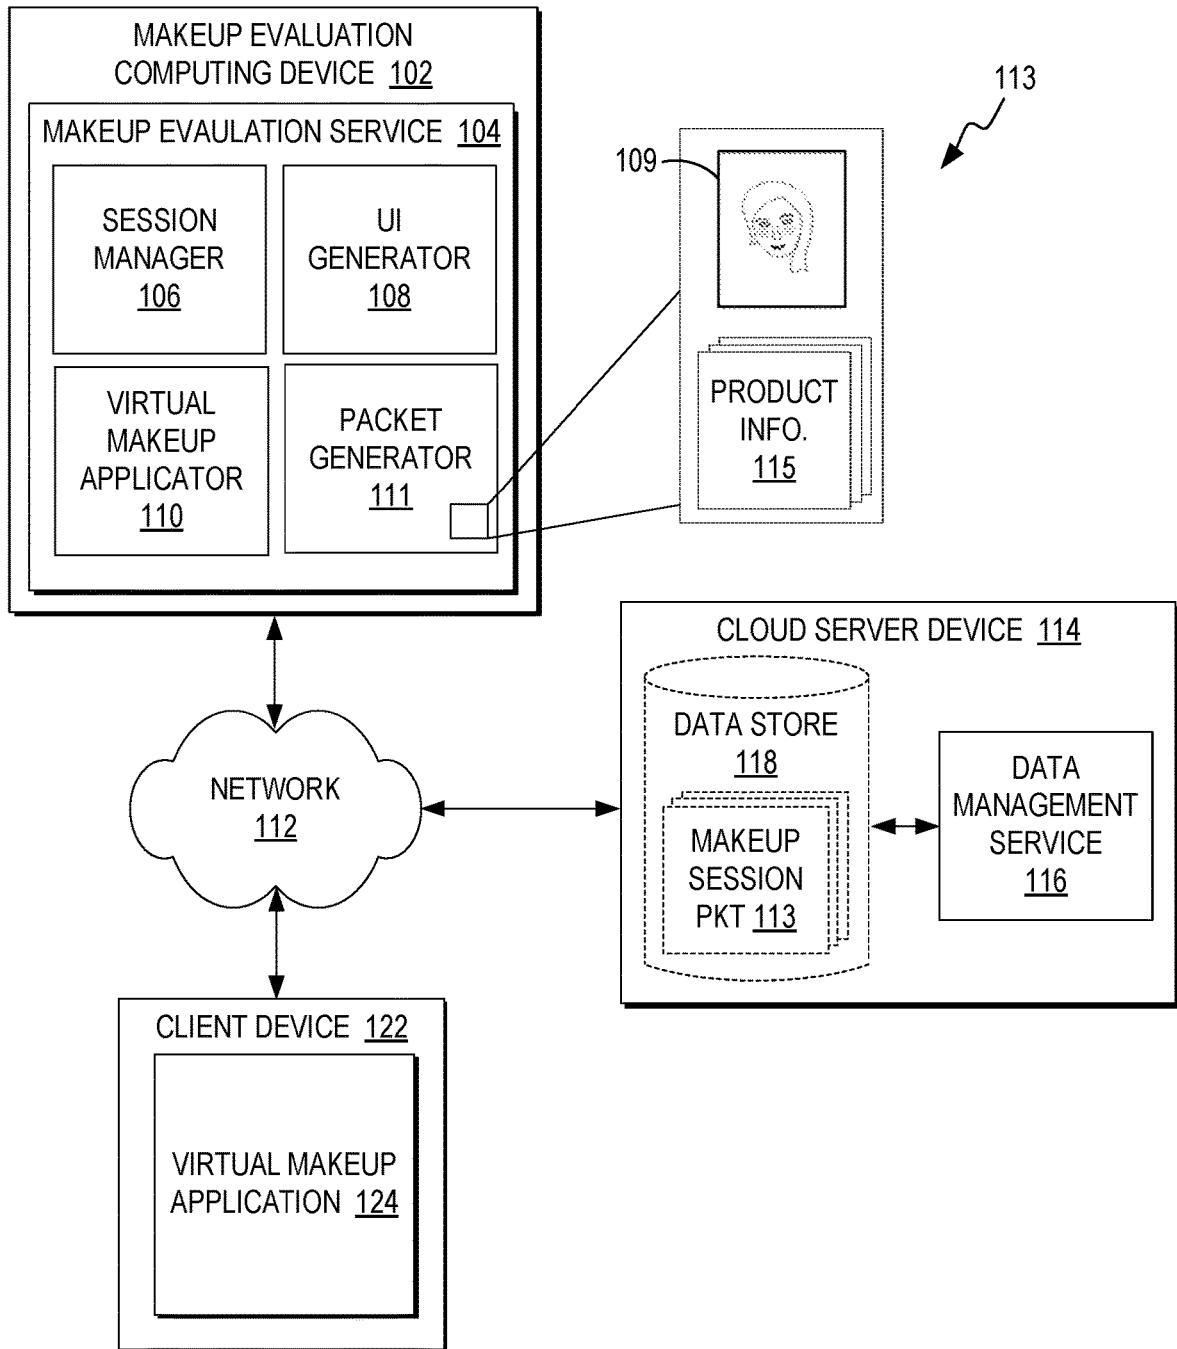 MAKEUP EVALUATION
COMPUTING DEVICE 102
MAKEUP EVAULATION SERVICE 104
SESSION
MANAGER
106
UI
GENERATOR
108
VIRTUAL
MAKEUP
APPLICATOR
110
PACKET
GENERATOR
111
113
109
PRODUCT
INFO.
115
CLOUD SERVER DEVICE 114
DATA STORE
118
MAKEUP
SESSION
PKT 113
DATA
MANAGEMENT
SERVICE
116
NETWORK
112
CLIENT DEVICE 122
VIRTUAL MAKEUP
APPLICATION 124